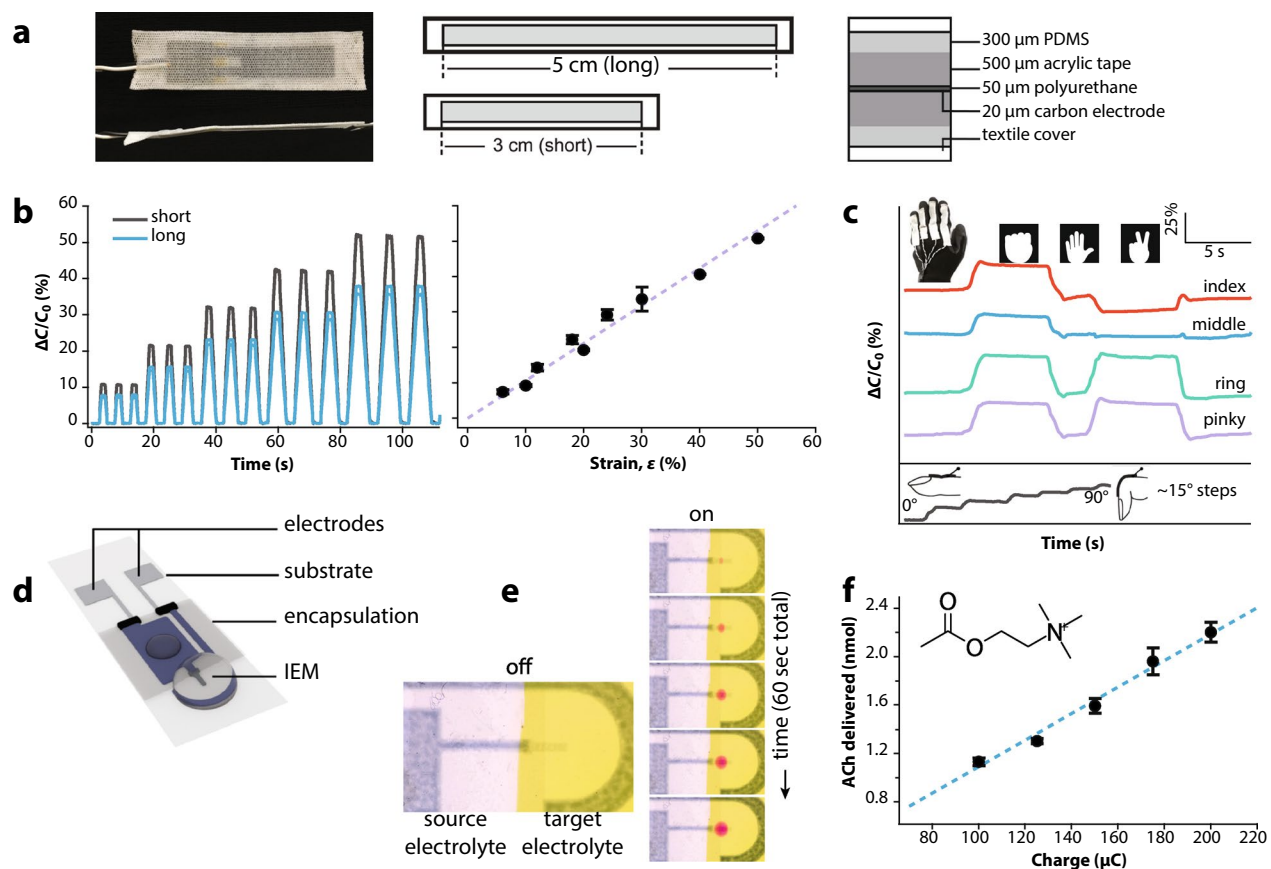 a
5 cm (long)
3 cm (short)
300 μm PDMS
500 μm acrylic tape
50 μm polyurethane
20 μm carbon electrode
textile cover
b
short
long
ΔC/C₀ (%)
60
50
40
30
20
10
0
0 20 40 60 80 100
Time (s)
0 10 20 30 40 50 60
Strain, ε (%)
c
25%
5 s
index
middle
ring
pinky
ΔC/C₀ (%)
0°
90°
~15° steps
Time (s)
d
electrodes
substrate
encapsulation
IEM
e
off
source
electrolyte
target
electrolyte
on
time (60 sec total)
f
O
O
N+
ACh delivered (nmol)
2.4
2.0
1.6
1.2
0.8
80 100 120 140 160 180 200 220
Charge (μC)